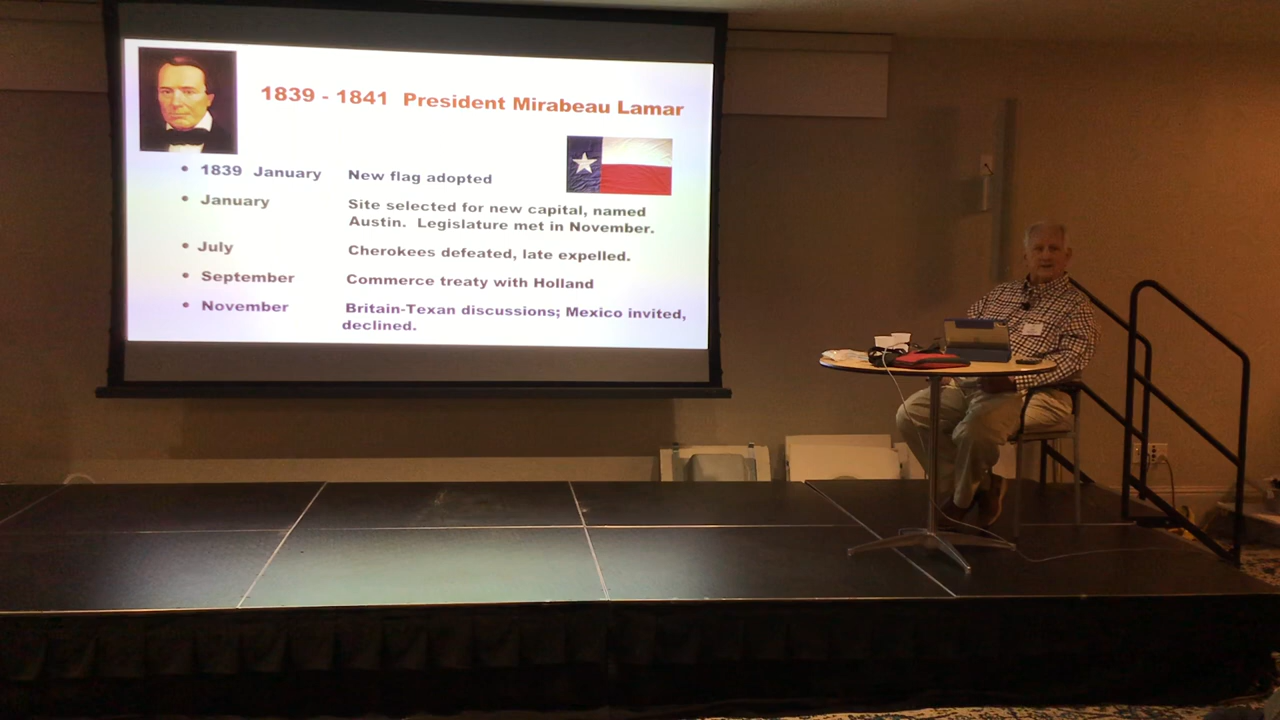 1839 - 1841 President Mirabeau Lamar
• 1839 January New flag adopted
• January Site selected for new capital, named
Austin. Legislature met in November.
• July Cherokees defeated, late expelled.
• September Commerce treaty with Holland
• November Britain-Texan discussions; Mexico invited,
declined.